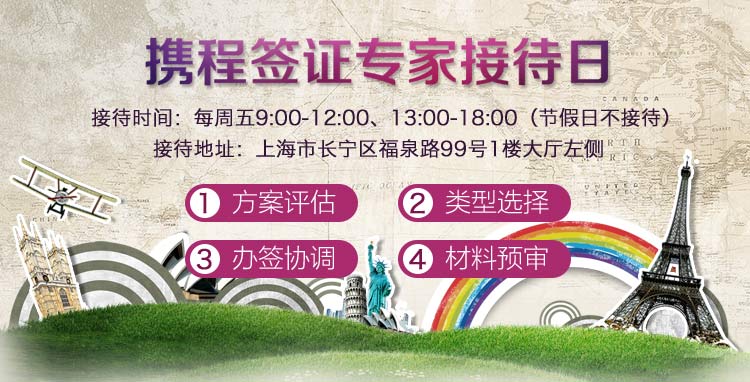 携程签证专家接待日
接待时间：每周五9:00-12:00、13:00-18:00（节假日不接待）
接待地址：上海市长宁区福泉路99号1楼大厅左侧
1 方案评估
2 类型选择
3 办签协调
4 材料预审
CANADA
UNITED
STATES